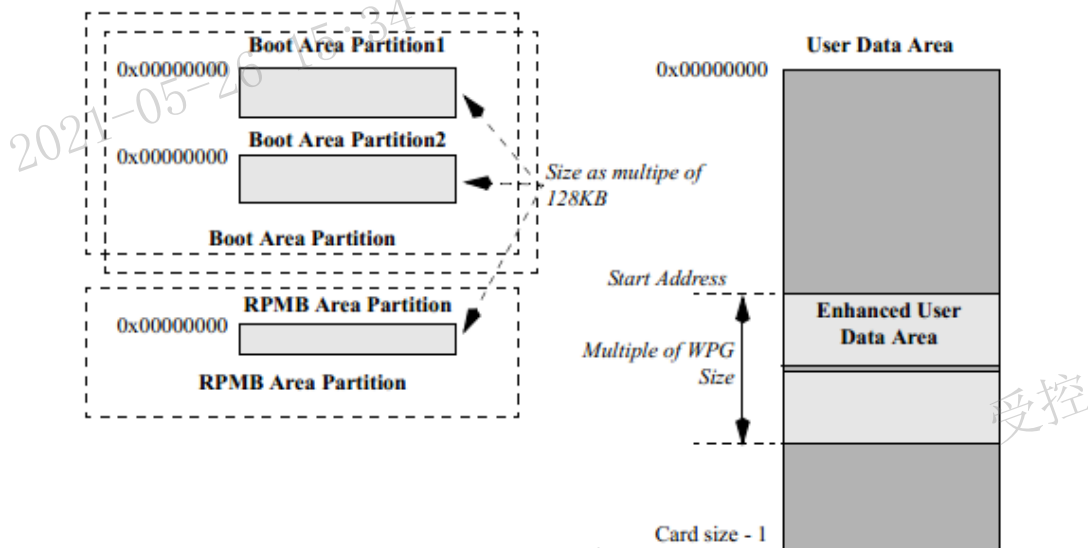 Boot Area Partition1
0x00000000
Boot Area Partition2
0x00000000
Size as multipe of
128KB
Boot Area Partition
RPMB Area Partition
0x00000000
RPMB Area Partition
User Data Area
0x00000000
Start Address
Enhanced User
Data Area
Multiple of WPG
Size
Card size - 1
2021-05-26 15:34
受控